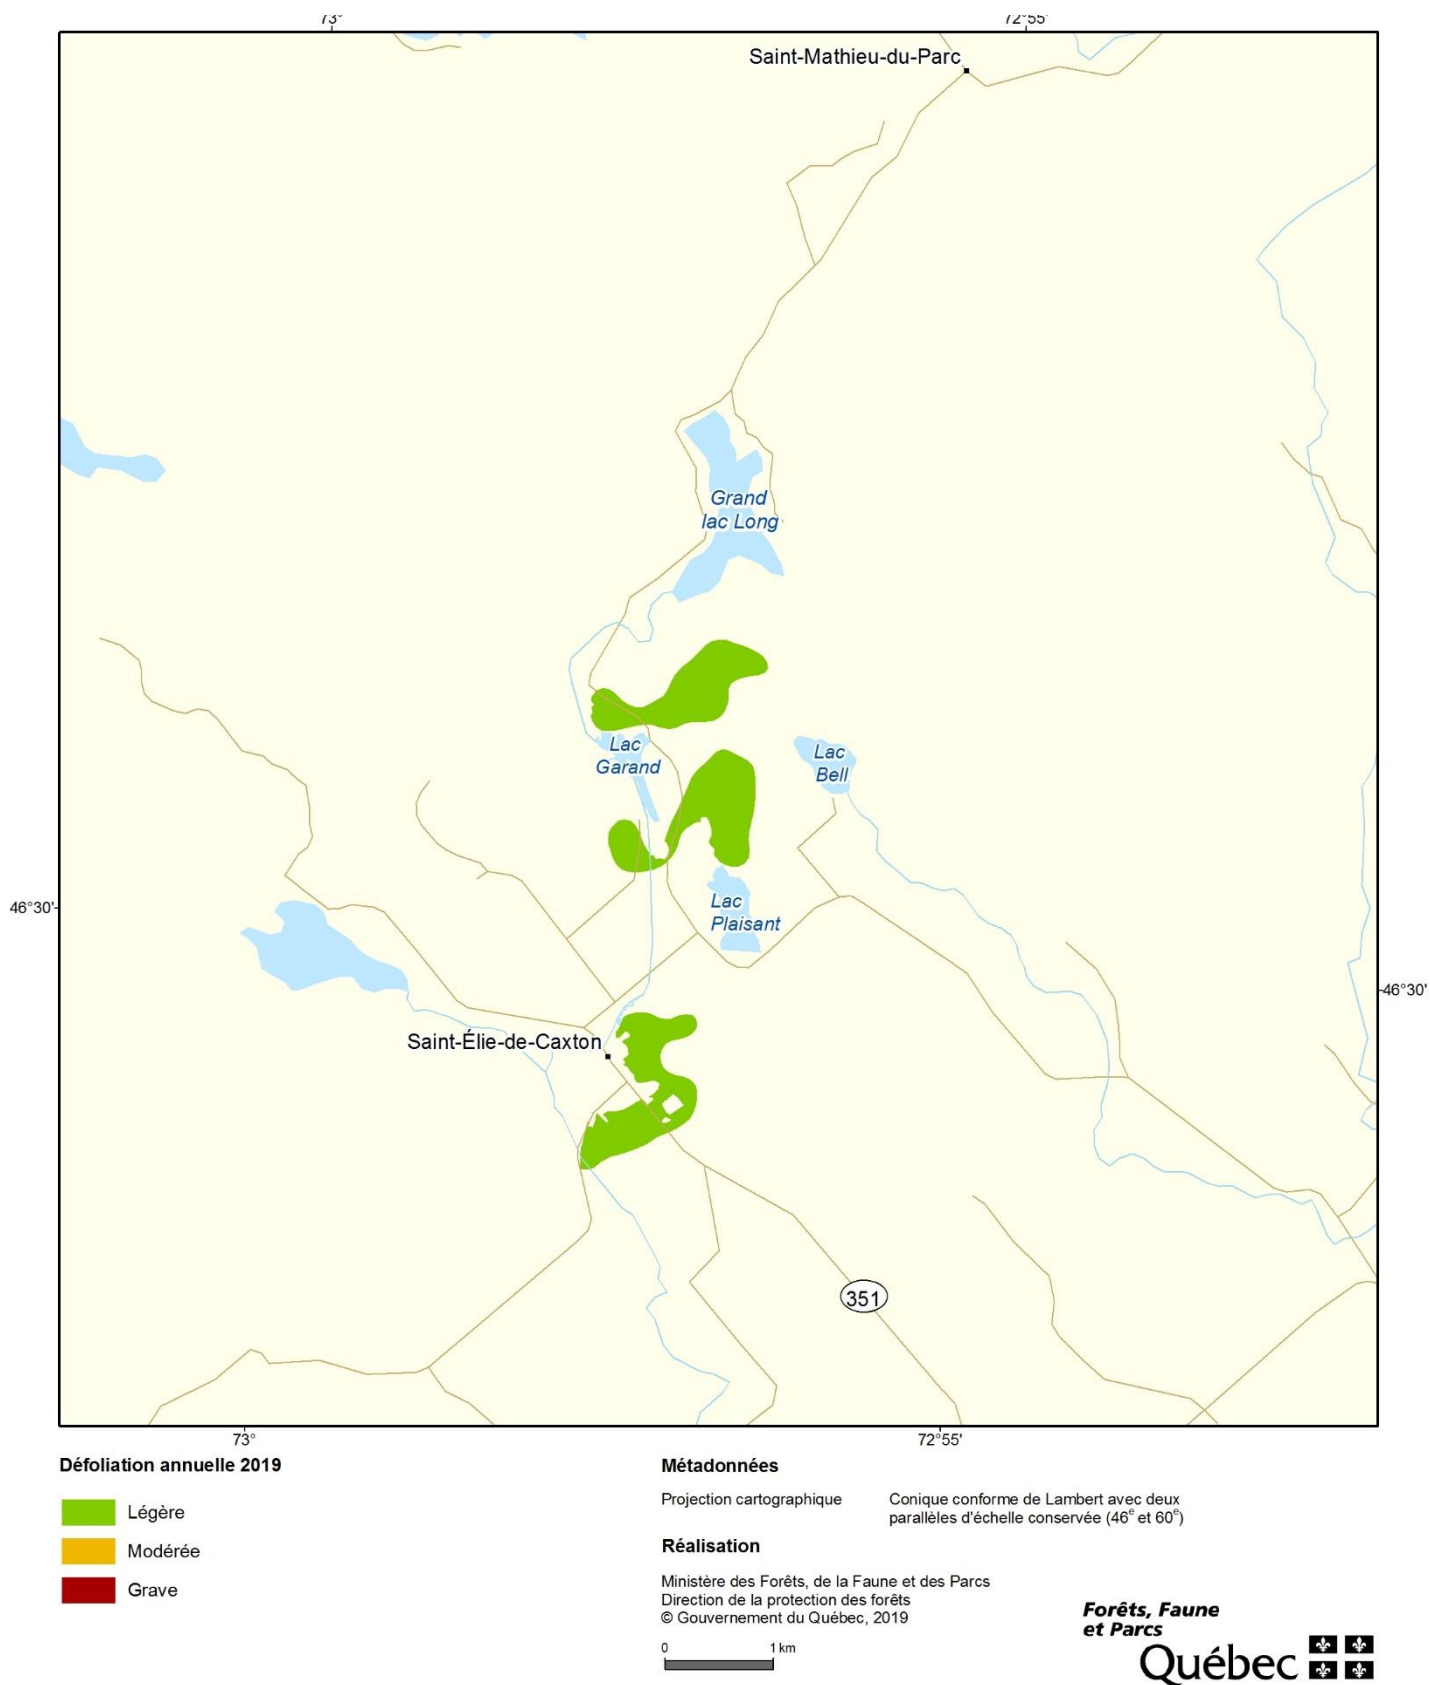 73°
72°55'
Saint-Mathieu-du-Parc
Grand
lac Long
Lac
Garand
Lac
Bell
Lac
Plaisant
46°30'
46°30'
Saint-Élie-de-Caxton
351
73°
72°55'
Défoliation annuelle 2019
Légère
Modérée
Grave
Métadonnées
Projection cartographique
Conique conforme de Lambert avec deux
parallèles d'échelle conservée (46e et 60e)
Réalisation
Ministère des Forêts, de la Faune et des Parcs
Direction de la protection des forêts
© Gouvernement du Québec, 2019
0 1 km
Forêts, Faune
et Parcs
Québec